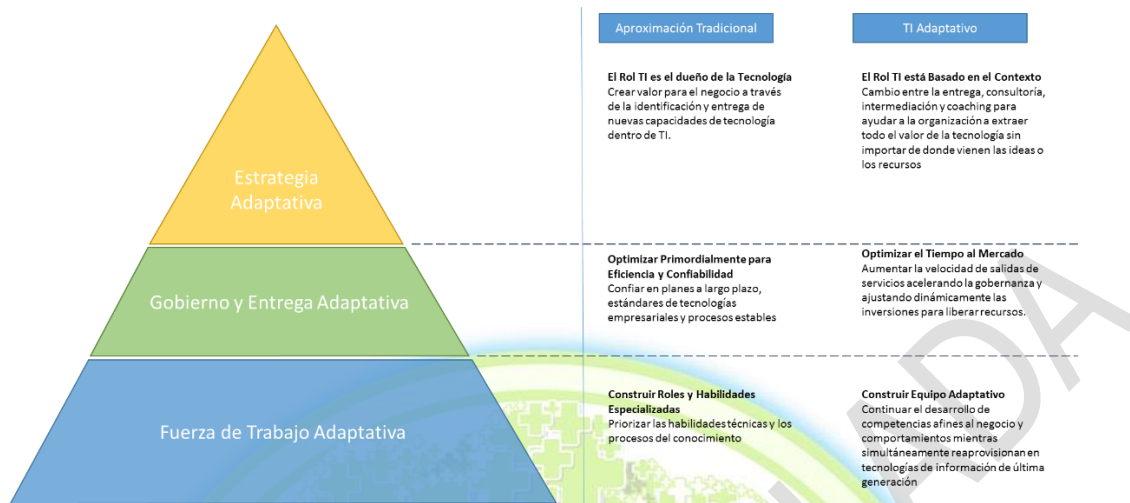 Aproximación Tradicional
TI Adaptativo
El Rol TI es el dueño de la Tecnología
Crear valor para el negocio a través
de la identificación y entrega de
nuevas capacidades de tecnología
dentro de TI.
El Rol TI está Basado en el Contexto
Cambio entre la entrega, consultoría,
intermediación y coaching para
ayudar a la organización a extraer
todo el valor de la tecnología sin
importar de donde vienen las ideas o
los recursos
Estrategia
Adaptativa
Optimizar Primordialmente para
Eficiencia y Confiabilidad
Confiar en planes a largo plazo,
estándares de tecnologías
empresariales y procesos estables
Optimizar el Tiempo al Mercado
Aumentar la velocidad de salidas de
servicios acelerando la gobernanza y
ajustando dinámicamente las
inversiones para liberar recursos.
Gobierno y Entrega Adaptativa
Construir Roles y Habilidades
Especializadas
Priorizar las habilidades técnicas y los
procesos del conocimiento
Construir Equipo Adaptativo
Continuar el desarrollo de
competencias afines al negocio y
comportamientos mientras
simultáneamente reaprovisionan en
tecnologías de información de última
generación
Fuerza de Trabajo Adaptativa
ADA